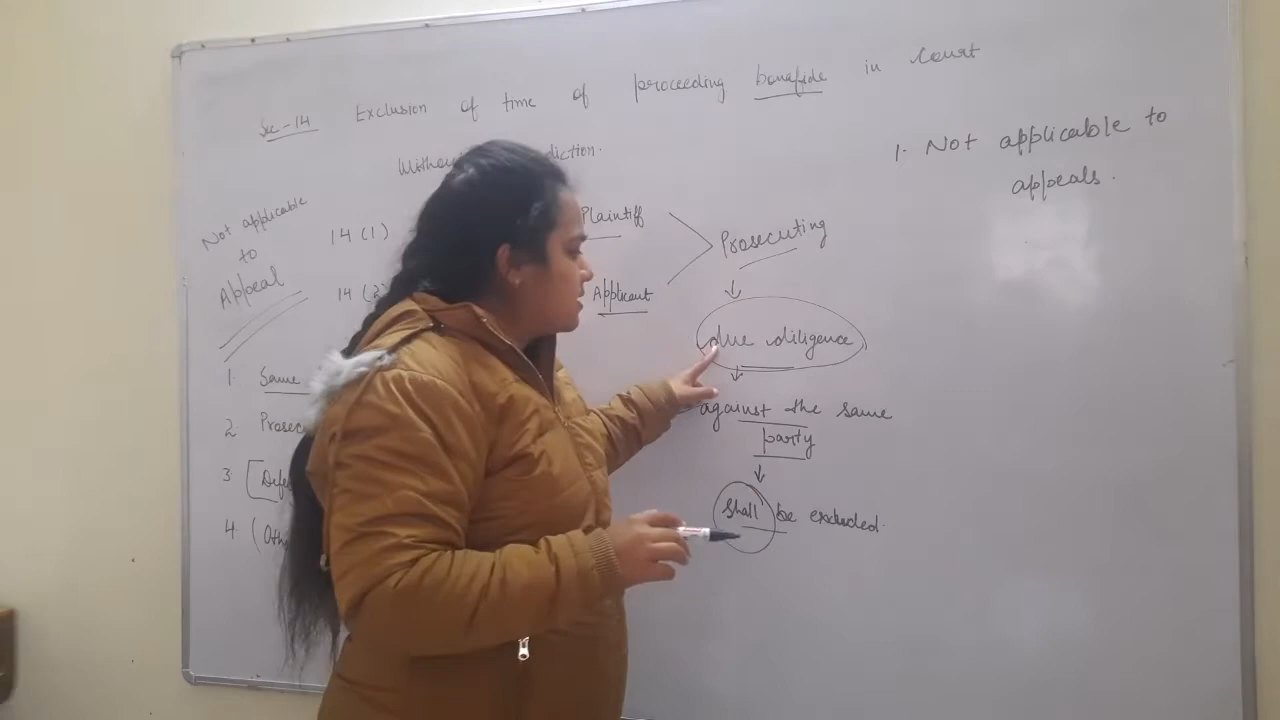 Sec-14 Exclusion of time of proceeding bonafide in Court
diction.
Not applicable
to
Appeal
14 (1)
Plaintiff
14 (2)
Applicant
Prosecuting
due diligence
against the same
party
Shall be excluded.
1. Same
2.
3.
4.
1. Not applicable to
appeals.